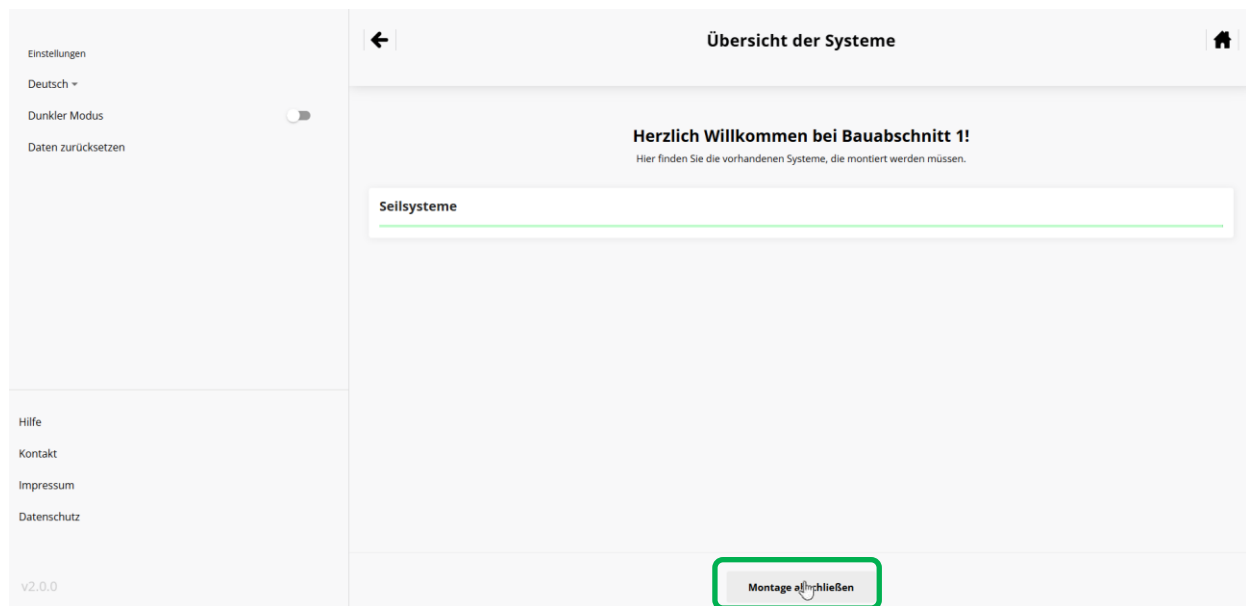 Einstellungen
Deutsch
Dunkler Modus
Daten zurücksetzen
Hilfe
Kontakt
Impressum
Datenschutz
v2.0.0
Übersicht der Systeme
Herzlich Willkommen bei Bauabschnitt 1!
Hier finden Sie die vorhandenen Systeme, die montiert werden müssen.
Seilsysteme
Montage abschließen